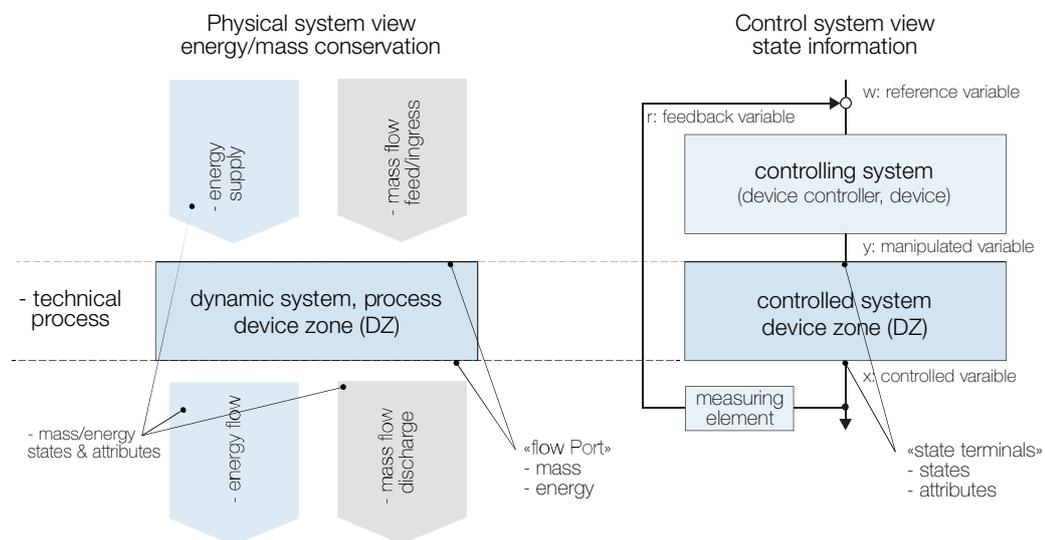 Physical system view
energy/mass conservation
Control system view
state information
- energy
supply
- mass flow
feed/ingress
w: reference variable
r: feedback variable
controlling system
(device controller, device)
y: manipulated variable
- technical
process
dynamic system, process
device zone (DZ)
controlled system
device zone (DZ)
x: controlled varaible
measuring
element
- mass/energy
states & attributes
- energy flow
- mass flow
discharge
«flow Port»
- mass
- energy
«state terminals»
- states
- attributes